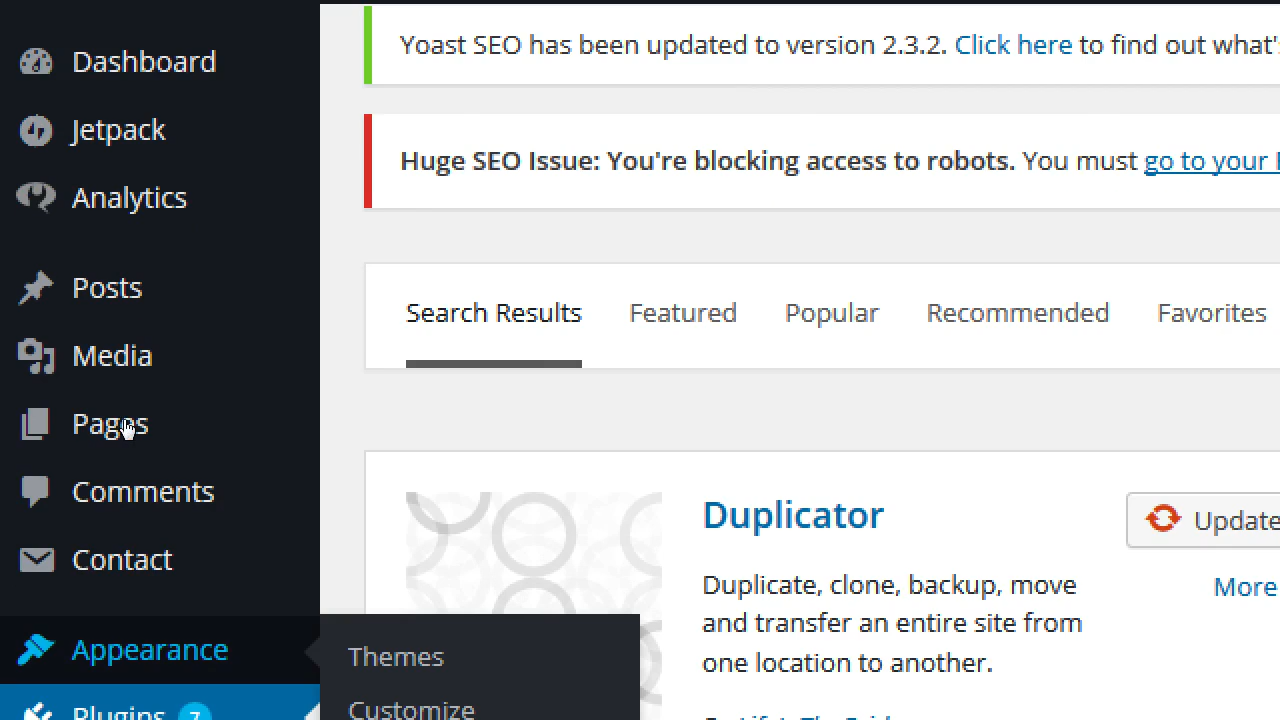 Dashboard
Jetpack
Analytics
Posts
Media
Pages
Comments
Contact
Appearance
Plugins 7
Themes
Customize
Yoast SEO has been updated to version 2.3.2. Click here to find out what's
Huge SEO Issue: You're blocking access to robots. You must go to your
Search Results Featured Popular Recommended Favorites
Duplicator
Update
More
Duplicate, clone, backup, move
and transfer an entire site from
one location to another.